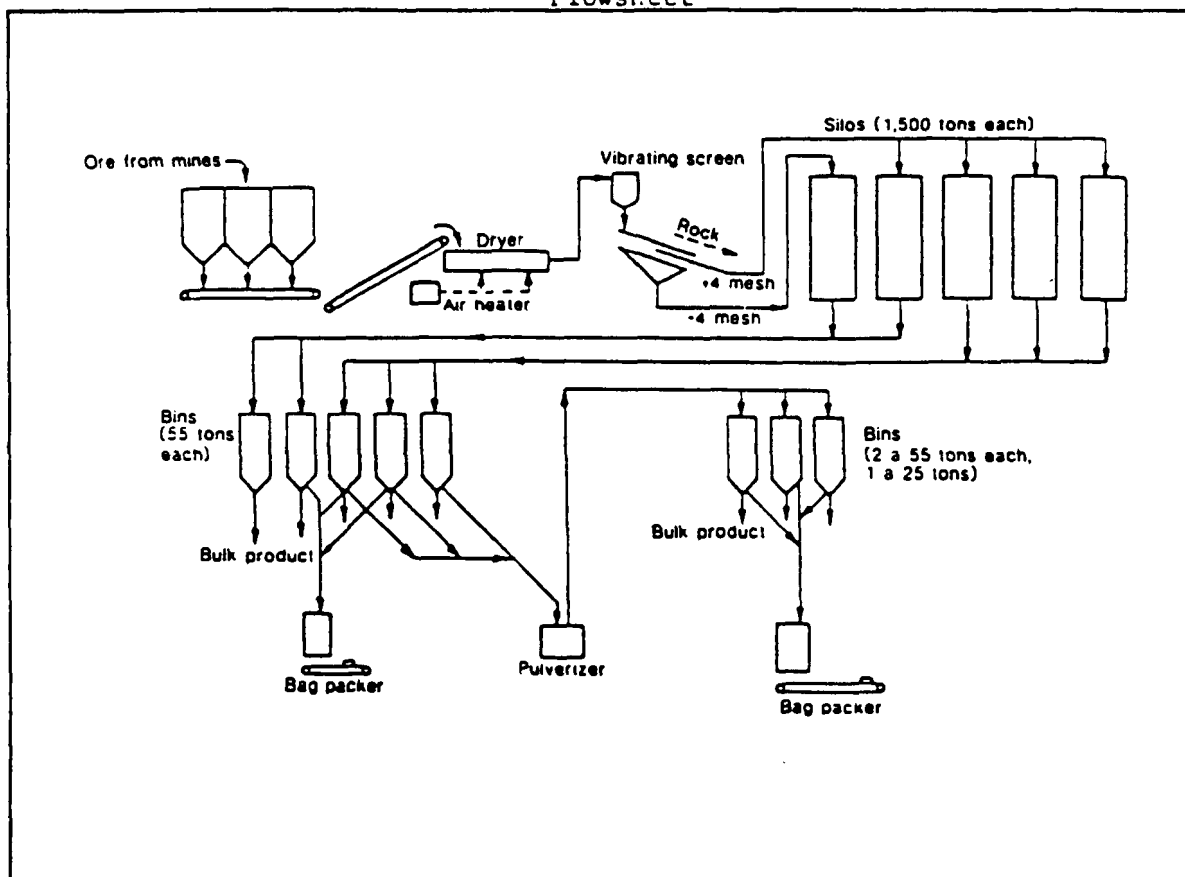 Flowsheet
Silos (1,500 tons each)
Ore from mines
Vibrating screen
Rock
Dryer
+4 mesh
Air heater
-4 mesh
Bins
(55 tons
each)
Bins
(2 a 55 tons each,
1 a 25 tons)
Bulk product
Bulk product
Pulverizer
Bag packer
Bag packer